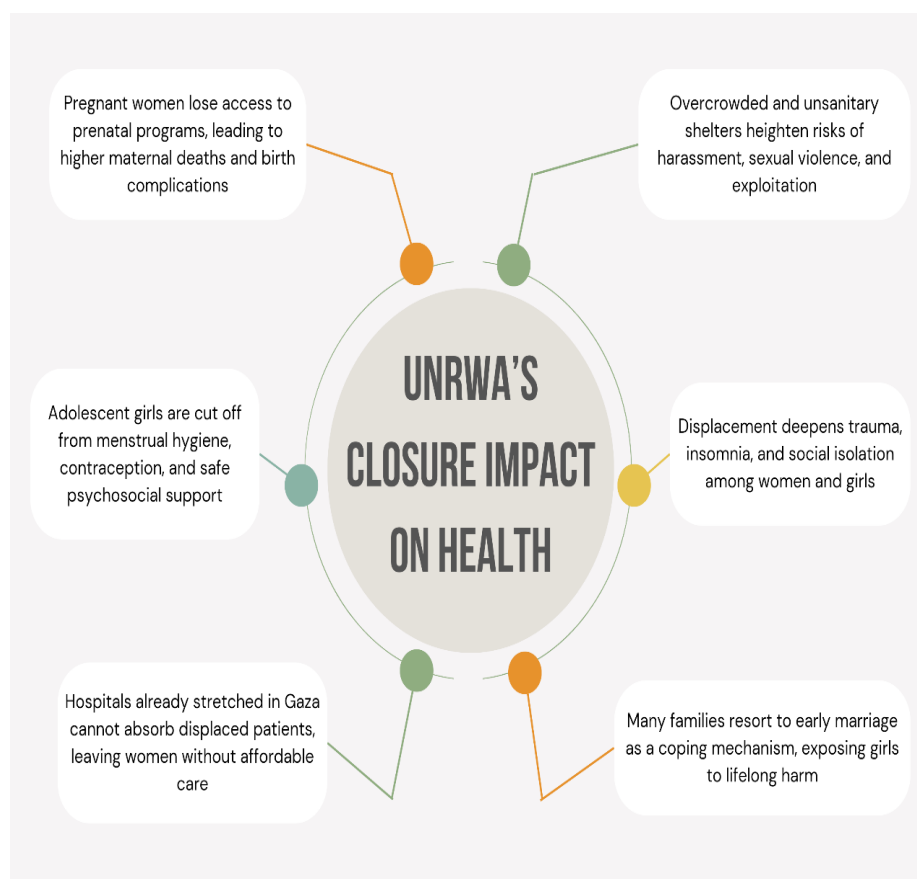 Pregnant women lose access to
prenatal programs, leading to
higher maternal deaths and birth
complications
Overcrowded and unsanitary
shelters heighten risks of
harassment, sexual violence, and
exploitation
UNRWA'S
CLOSURE IMPACT
ON HEALTH
Adolescent girls are cut off
from menstrual hygiene,
contraception, and safe
psychosocial support
Displacement deepens trauma,
insomnia, and social isolation
among women and girls
Hospitals already stretched in Gaza
cannot absorb displaced patients,
leaving women without affordable
care
Many families resort to early marriage
as a coping mechanism, exposing girls
to lifelong harm